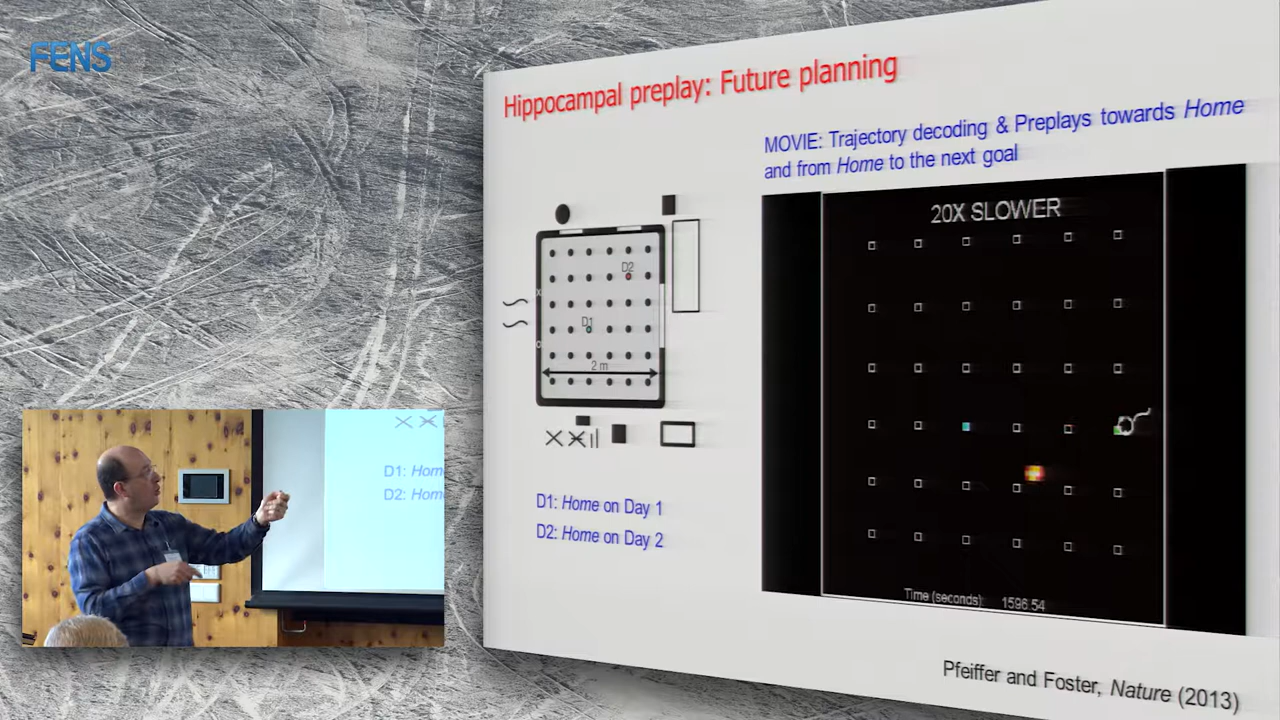 FENS
Hippocampal preplay: Future planning
MOVIE: Trajectory decoding & Preplays towards Home
and from Home to the next goal
20X SLOWER
D2
D1
2 m
D1: Home on Day 1
D2: Home on Day 2
Time (seconds): 1596.54
Pfeiffer and Foster, Nature (2013)
D1: Hom
D2: Hom